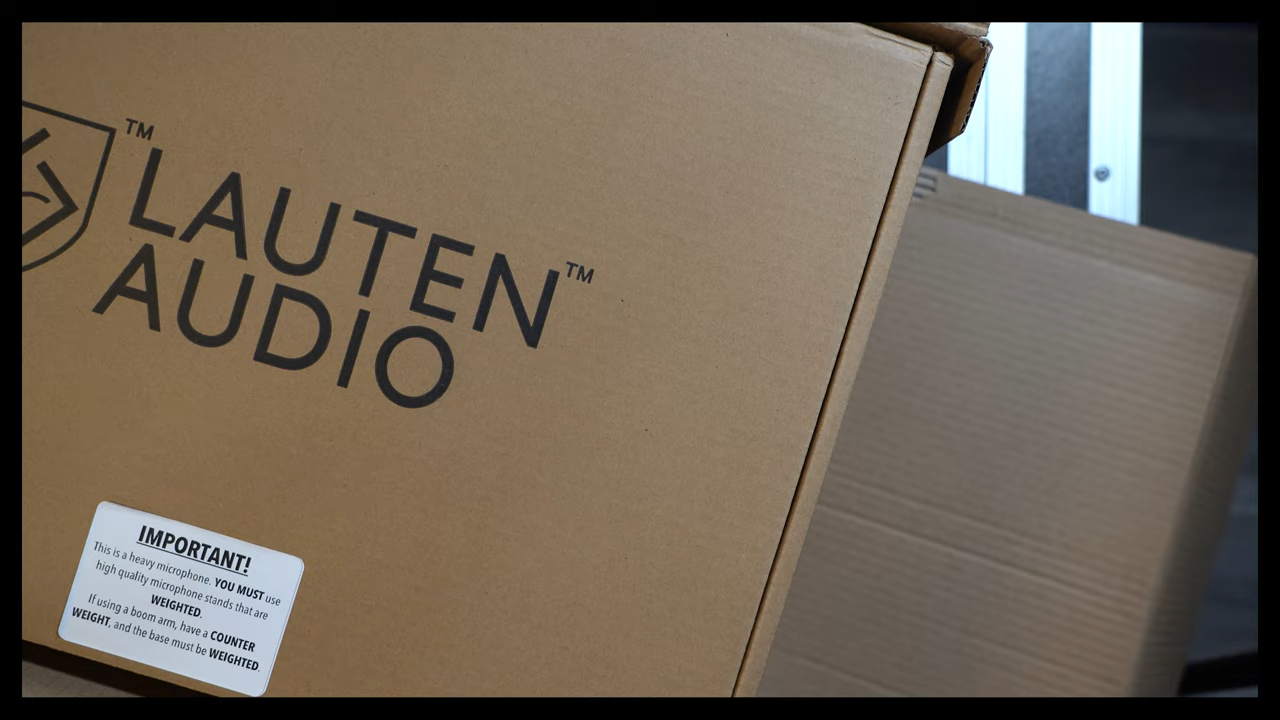 ™
LAUTEN™
AUDIO
IMPORTANT!
This is a heavy microphone. YOU MUST use
high quality microphone stands that are
WEIGHTED.
If using a boom arm, have a COUNTER
WEIGHT, and the base must be WEIGHTED.